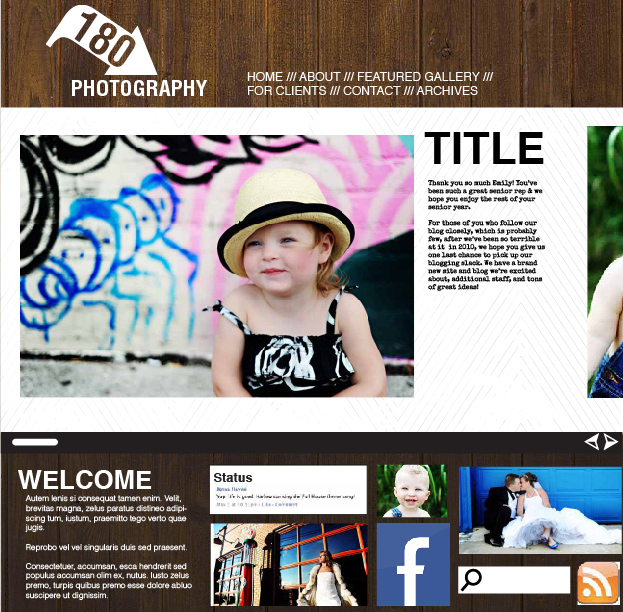 180
PHOTOGRAPHY
HOME /// ABOUT /// FEATURED GALLERY ///
FOR CLIENTS /// CONTACT /// ARCHIVES
TITLE
Thank you so much Emily! You've
been such a great senior rep & we
hope you enjoy the rest of your
senior year.
For those of you who follow our
blog closely, which is probably
few, after we've been so terrible
at it in 2010, we hope you give us
one last chance to pick up our
blogging slack. We have a brand
new site and blog we're excited
about, additional staff, and tons
of great ideas!
WELCOME
Autem lenis si consequat tamen enim. Velit,
brevitas magna, zelus paratus distineo adipi-
scing tum, iustum, praemitto tego verto quae
jugis.
Reprobo vel vel singularis duis sed praesent.
Consectetuer, accumsan, esca hendrerit sed
populus accumsan olim ex, nutus. Iusto zelus
premo, turpis quibus premo esse dolore abluo
suscipere ut dignissim.
Status
f